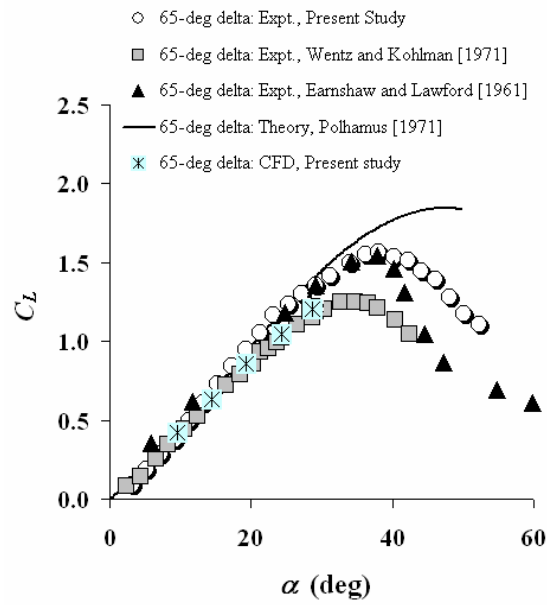 65-deg delta: Expt., Present Study
65-deg delta: Expt., Wentz and Kohlman [1971]
65-deg delta: Expt., Earnshaw and Lawford [1961]
65-deg delta: Theory, Polhamus [1971]
65-deg delta: CFD, Present study
2.5
2.0
1.5
1.0
0.5
0.0
C_L
0 20 40 60
α (deg)